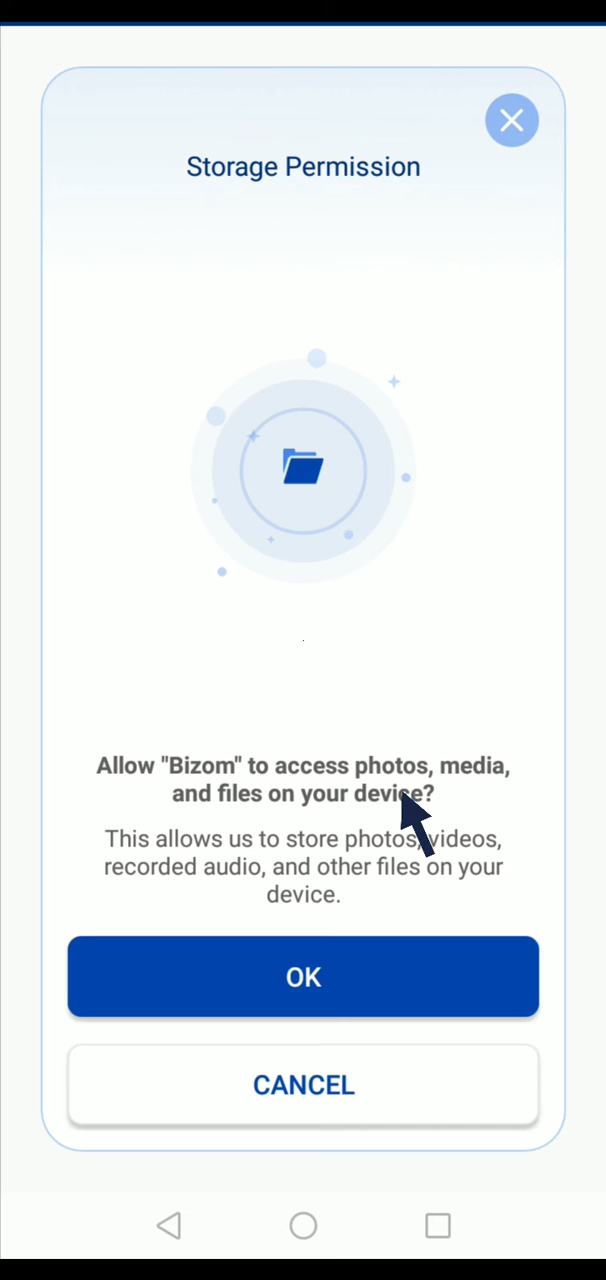 Storage Permission
Allow "Bizom" to access photos, media,
and files on your device?
This allows us to store photos, videos,
recorded audio, and other files on your
device.
OK
CANCEL